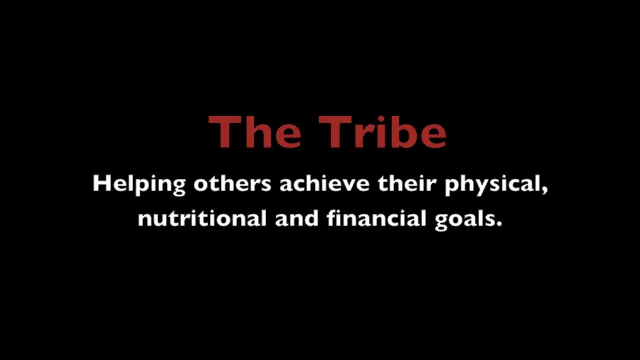 The Tribe
Helping others achieve their physical,
nutritional and financial goals.